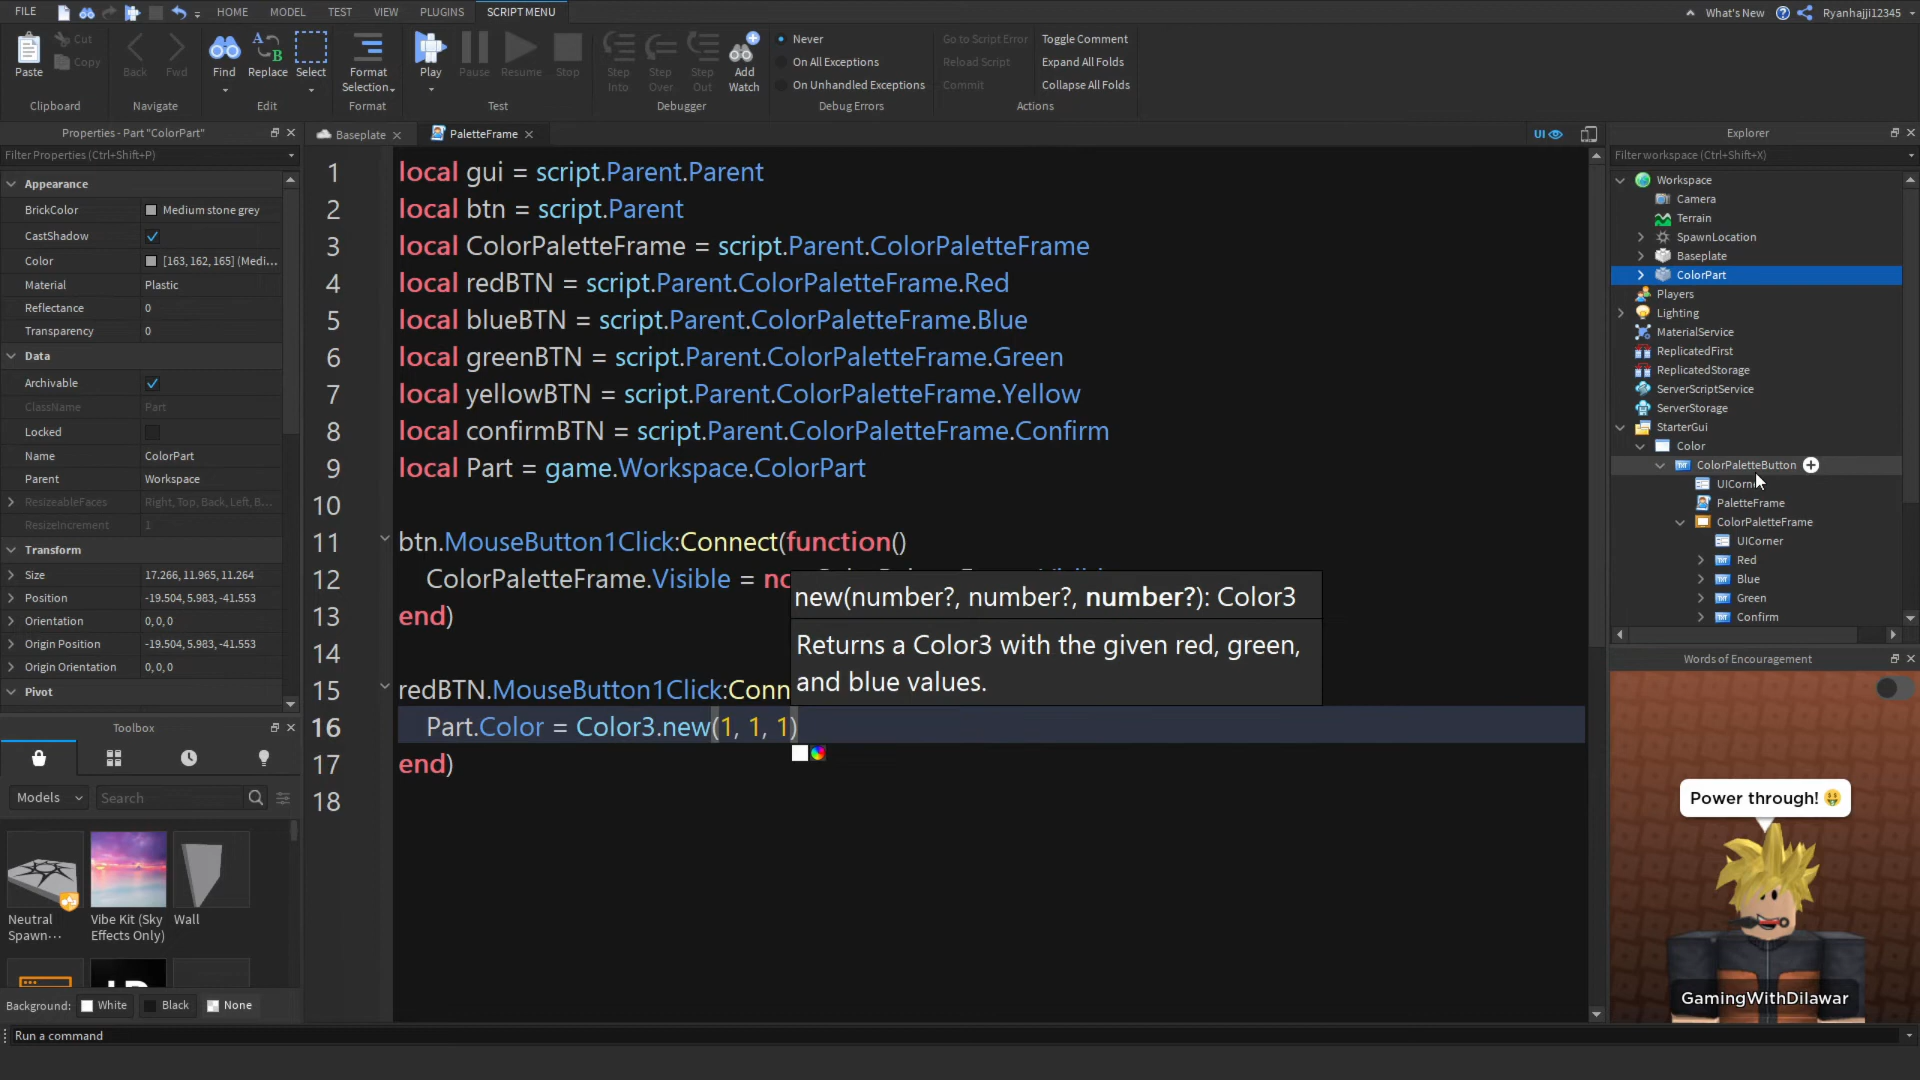 FILE
HOME
MODEL
TEST
VIEW
PLUGINS
SCRIPT MENU
What's New
Ryanhajji12345
Paste
Cut
Copy
Back
Fwd
Find
Replace
Select
Format
Selection
Play
Pause
Resume
Stop
Step
Into
Step
Over
Step
Out
Add
Watch
Never
On All Exceptions
On Unhandled Exceptions
Go to Script Error
Reload Script
Commit
Toggle Comment
Expand All Folds
Collapse All Folds
Clipboard
Navigate
Edit
Format
Test
Debugger
Debug Errors
Actions
Properties - Part "ColorPart"
Filter Properties (Ctrl+Shift+P)
Appearance
BrickColor Medium stone grey
CastShadow
Color [163, 162, 165] (Medi...
Material Plastic
Reflectance 0
Transparency 0
Data
Archivable
ClassName Part
Locked
Name ColorPart
Parent Workspace
ResizeableFaces Right, Top, Back, Left, B...
ResizeIncrement 1
Transform
Size 17.266, 11.965, 11.264
Position -19.504, 5.983, -41.553
Orientation 0, 0, 0
Origin Position -19.504, 5.983, -41.553
Origin Orientation 0, 0, 0
Pivot
Toolbox
Models
Search
Neutral
Spawn···
Vibe Kit (Sky
Effects Only)
Wall
Background: White Black None
Run a command
Baseplate
PaletteFrame
UI
1 local gui = script.Parent.Parent
2 local btn = script.Parent
3 local ColorPaletteFrame = script.Parent.ColorPaletteFrame
4 local redBTN = script.Parent.ColorPaletteFrame.Red
5 local blueBTN = script.Parent.ColorPaletteFrame.Blue
6 local greenBTN = script.Parent.ColorPaletteFrame.Green
7 local yellowBTN = script.Parent.ColorPaletteFrame.Yellow
8 local confirmBTN = script.Parent.ColorPaletteFrame.Confirm
9 local Part = game.Workspace.ColorPart
10
11 btn.MouseButton1Click:Connect(function()
12 ColorPaletteFrame.Visible =
13 end)
14
15 redBTN.MouseButton1Click:Conn
16 Part.Color = Color3.new(1, 1, 1)
17 end)
18
new(number?, number?, number?): Color3
Returns a Color3 with the given red, green,
and blue values.
Explorer
Filter workspace (Ctrl+Shift+X)
Workspace
Camera
Terrain
SpawnLocation
Baseplate
ColorPart
Players
Lighting
MaterialService
ReplicatedFirst
ReplicatedStorage
ServerScriptService
ServerStorage
StarterGui
Color
ColorPaletteButton
UICorner
PaletteFrame
ColorPaletteFrame
UICorner
Red
Blue
Green
Confirm
Words of Encouragement
Power through! 🤑
GamingWithDilawar